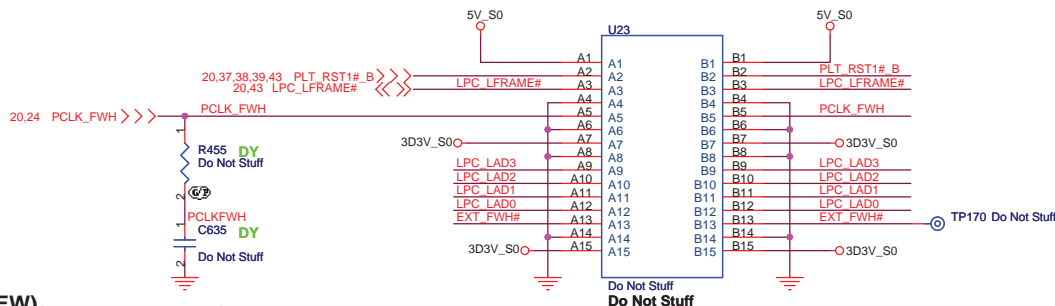 5V_S0
5V_S0
U23
A1 A1 B1 B1
20,37,38,39,43 PLT_RST1#_B A2 A2 B2 B2 PLT_RST1#_B
20,43 LPC_LFRAME# LPC_LFRAME# A3 A3 B3 B3 LPC_LFRAME#
A4 A4 B4 B4
20,24 PCLK_FWH PCLK_FWH A5 A5 B5 B5 PCLK_FWH
A6 A6 B6 B6
3D3V_S0 A7 A7 B7 B7 3D3V_S0
A8 A8 B8 B8
LPC_LAD3 A9 A9 B9 B9 LPC_LAD3
LPC_LAD2 A10 A10 B10 B10 LPC_LAD2
LPC_LAD1 A11 A11 B11 B11 LPC_LAD1
LPC_LAD0 A12 A12 B12 B12 LPC_LAD0
EXT_FWH# A13 A13 B13 B13 EXT_FWH# TP170 Do Not Stuff
A14 A14 B14 B14
3D3V_S0 A15 A15 B15 B15 3D3V_S0
1
R455 DY
Do Not Stuff
2
PCLKFWH
1
C635 DY
Do Not Stuff
2
Do Not Stuff
Do Not Stuff
EW)